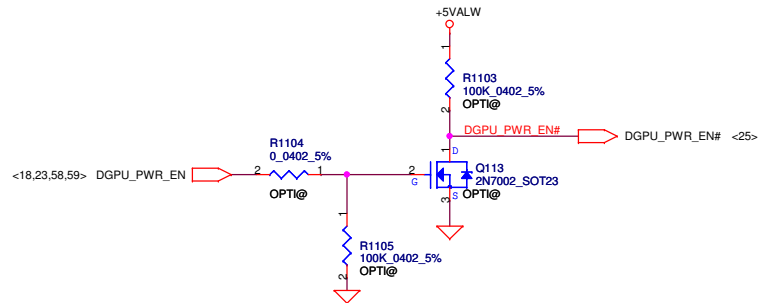 +5VALW
1
R1103
100K_0402_5%
OPTI@
2
DGPU_PWR_EN#
DGPU_PWR_EN# <25>
R1104
0_0402_5%
1
D
<18,23,58,59> DGPU_PWR_EN
2
1
2
G
Q113
2N7002_SOT23
OPTI@
OPTI@
3
S
1
R1105
100K_0402_5%
OPTI@
2